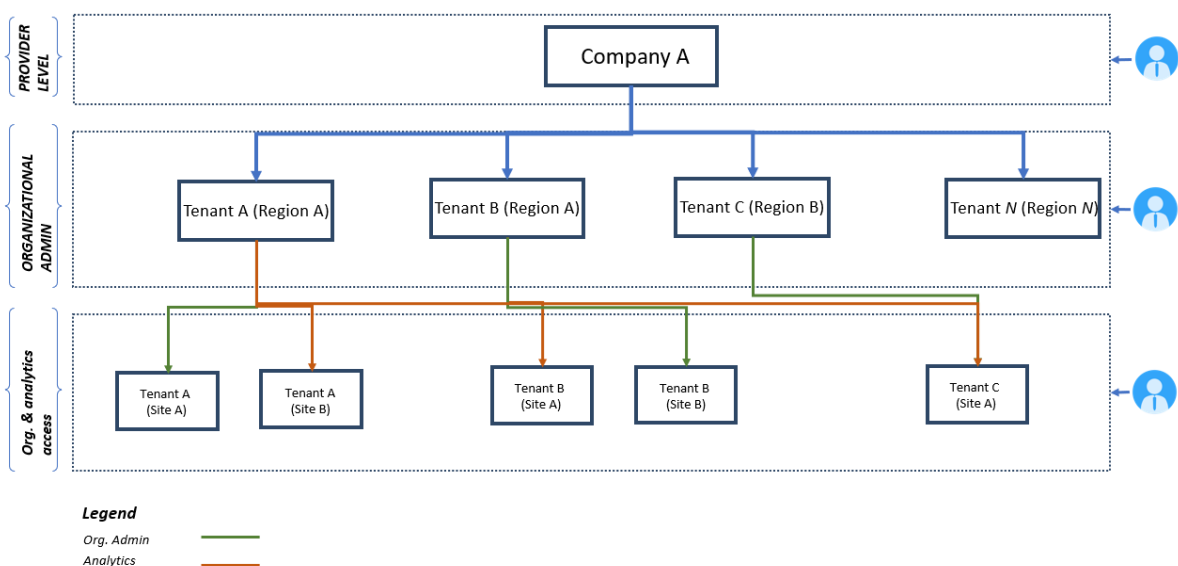 PROVIDER
LEVEL
Company A
ORGANIZATIONAL
ADMIN
Tenant A (Region A)
Tenant B (Region A)
Tenant C (Region B)
Tenant N (Region N)
Org. & analytics
access
Tenant A
(Site A)
Tenant A
(Site B)
Tenant B
(Site A)
Tenant B
(Site B)
Tenant C
(Site A)
Legend
Org. Admin
Analytics